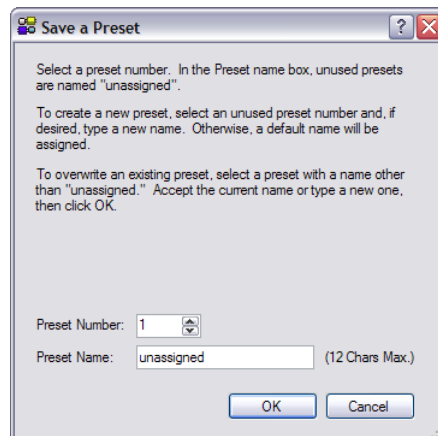 Save a Preset
Select a preset number. In the Preset name box, unused presets
are named "unassigned".
To create a new preset, select an unused preset number and, if
desired, type a new name. Otherwise, a default name will be
assigned.
To overwrite an existing preset, select a preset with a name other
than "unassigned." Accept the current name or type a new one,
then click OK.
Preset Number: 1
Preset Name: unassigned (12 Chars Max.)
OK Cancel